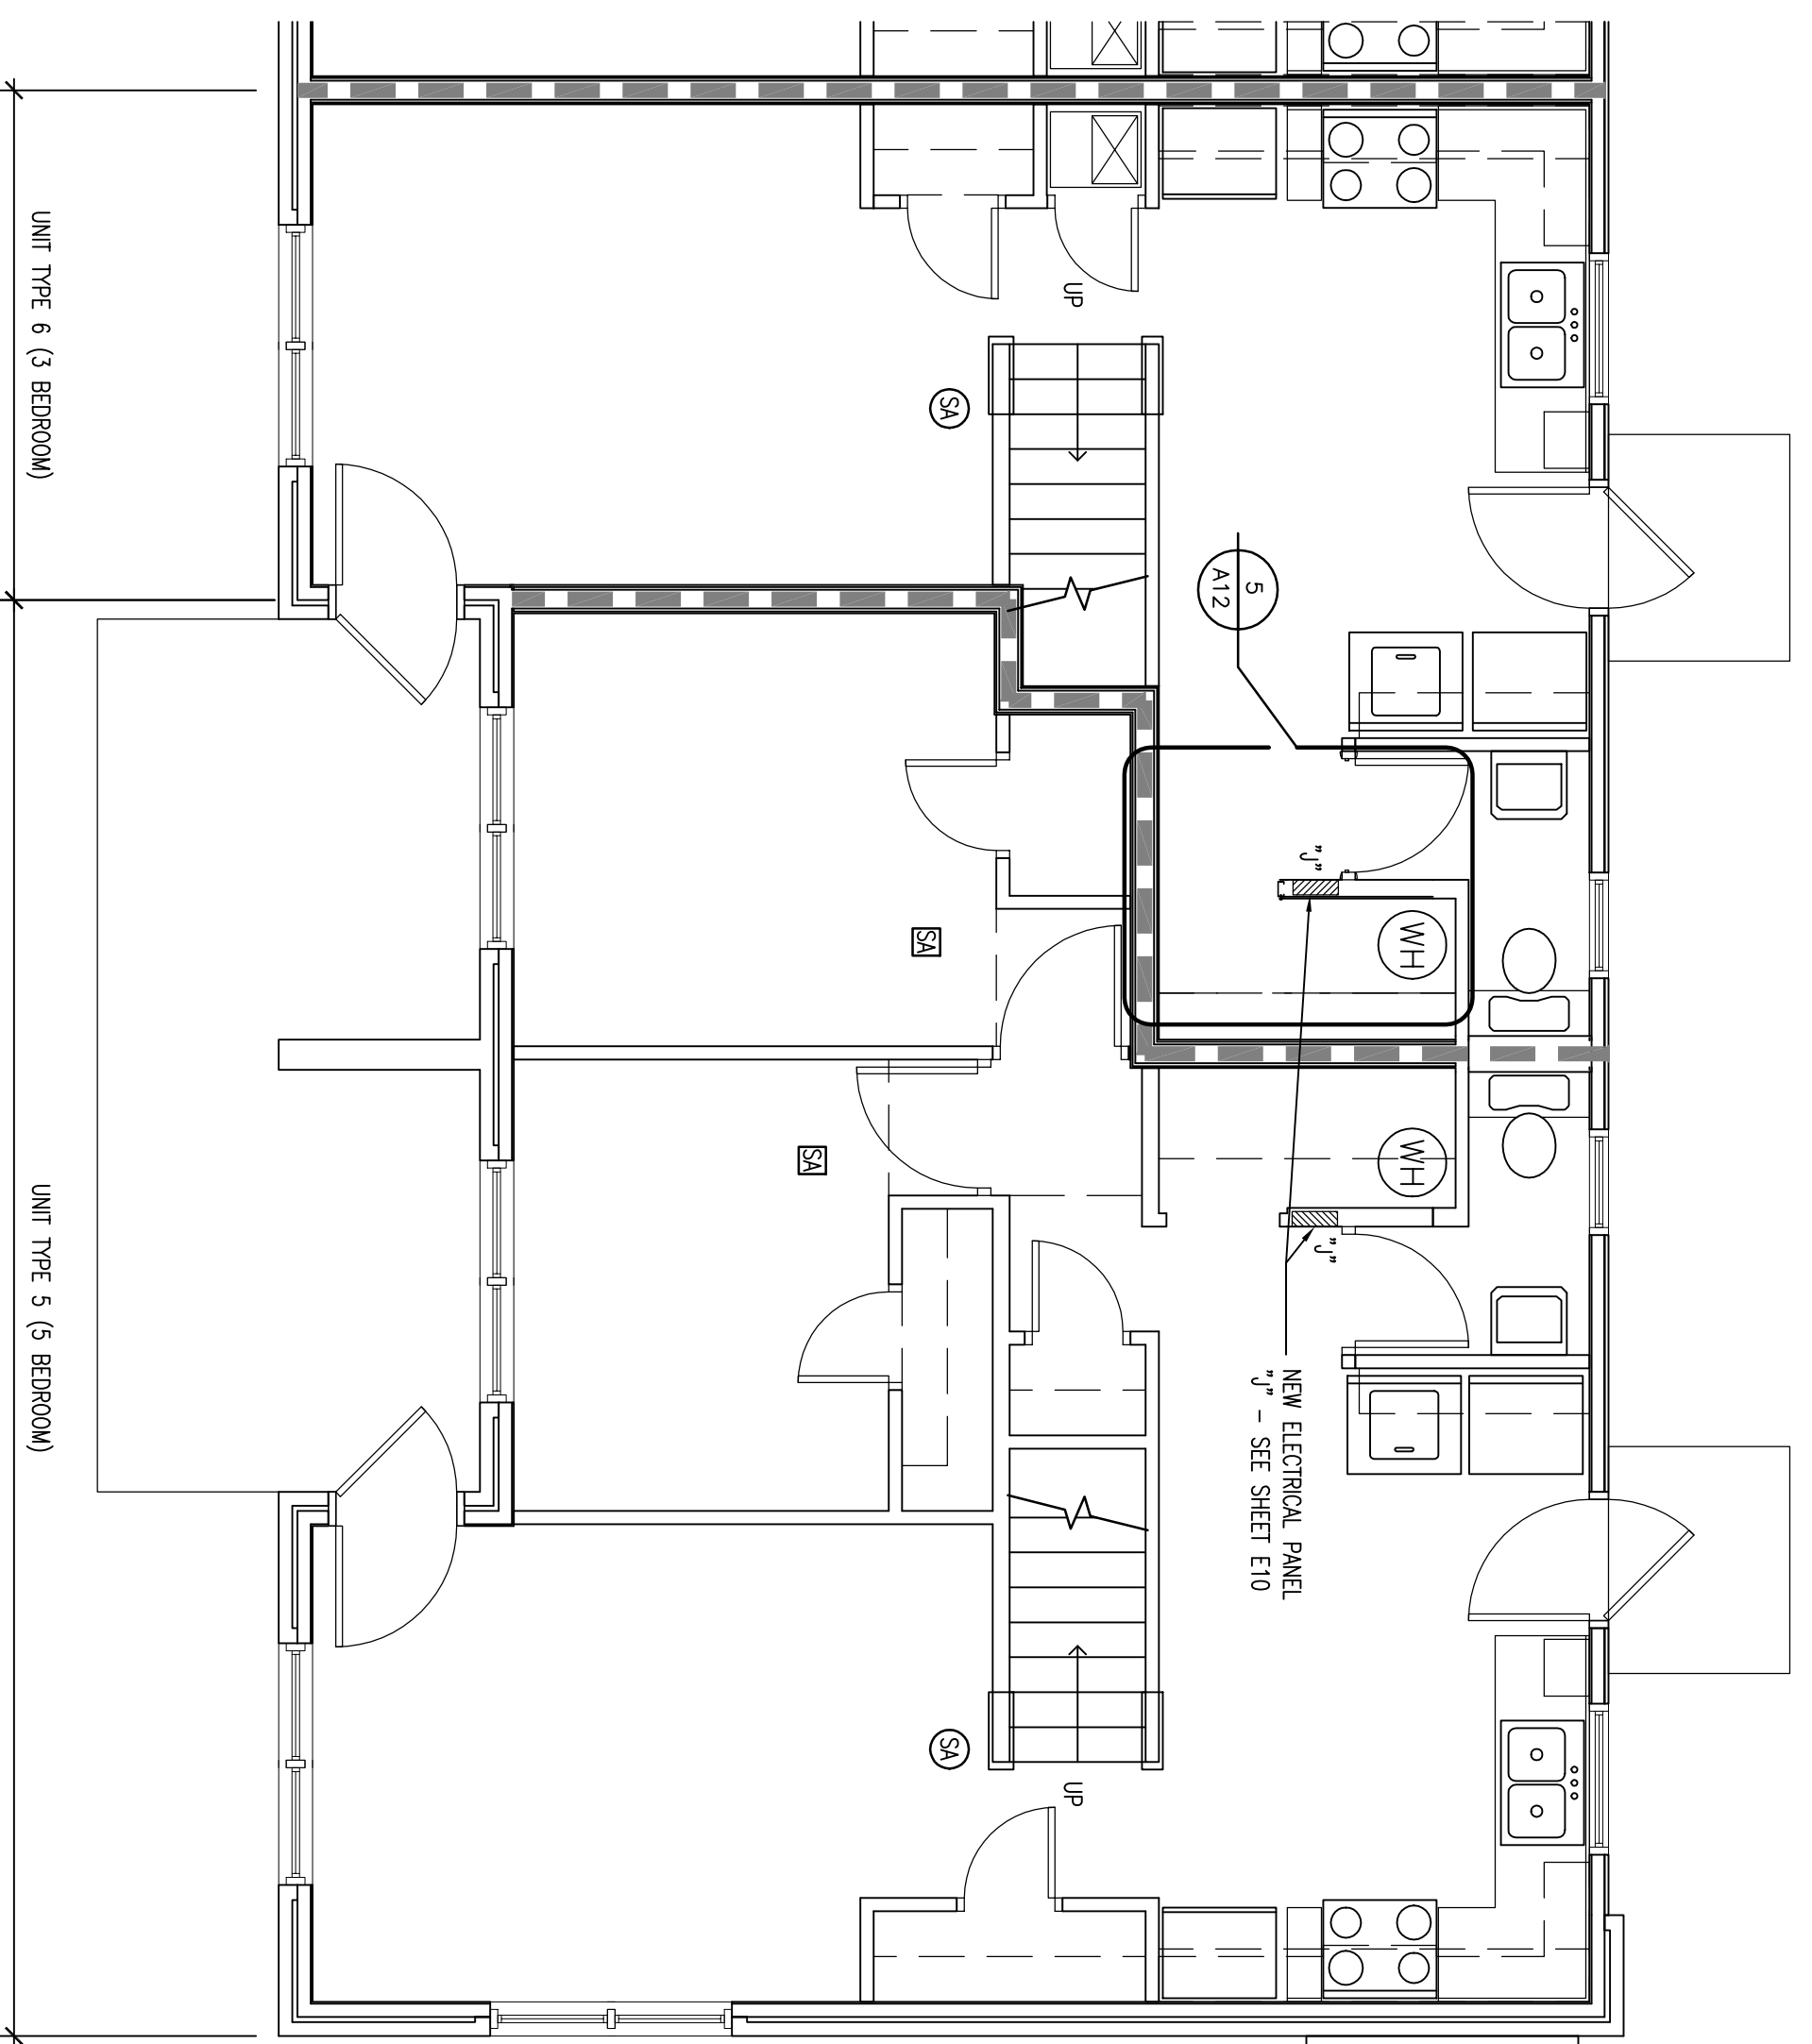 UNIT TYPE 6 (3 BEDROOM)
UNIT TYPE 5 (5 BEDROOM)
UP
SA
5
A12
"J"
WH
SA
SA
WH
"J"
NEW ELECTRICAL PANEL
"J" – SEE SHEET E10
SA
UP